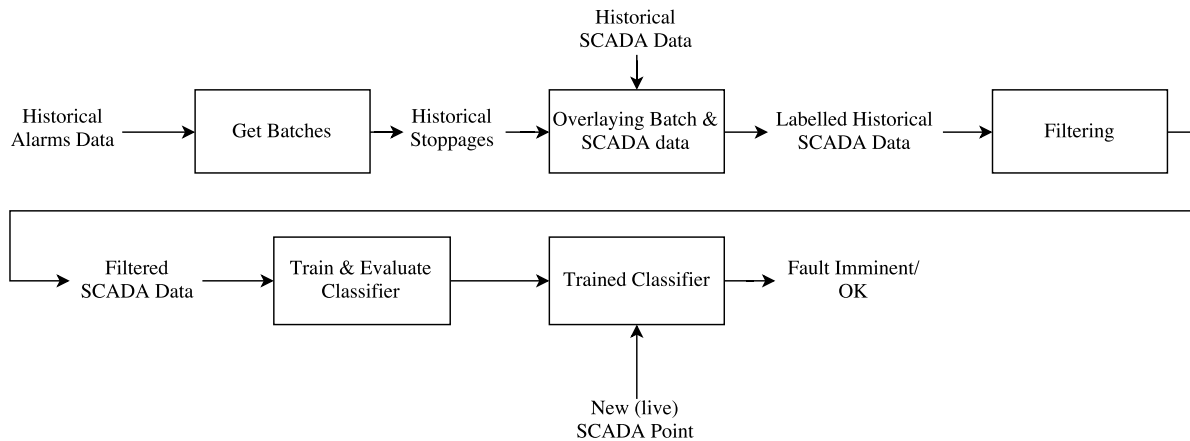 Historical
SCADA Data
Historical
Alarms Data
Get Batches
Historical
Stoppages
Overlaying Batch &
SCADA data
Labelled Historical
SCADA Data
Filtering
Filtered
SCADA Data
Train & Evaluate
Classifier
Trained Classifier
Fault Imminent/
OK
New (live)
SCADA Point